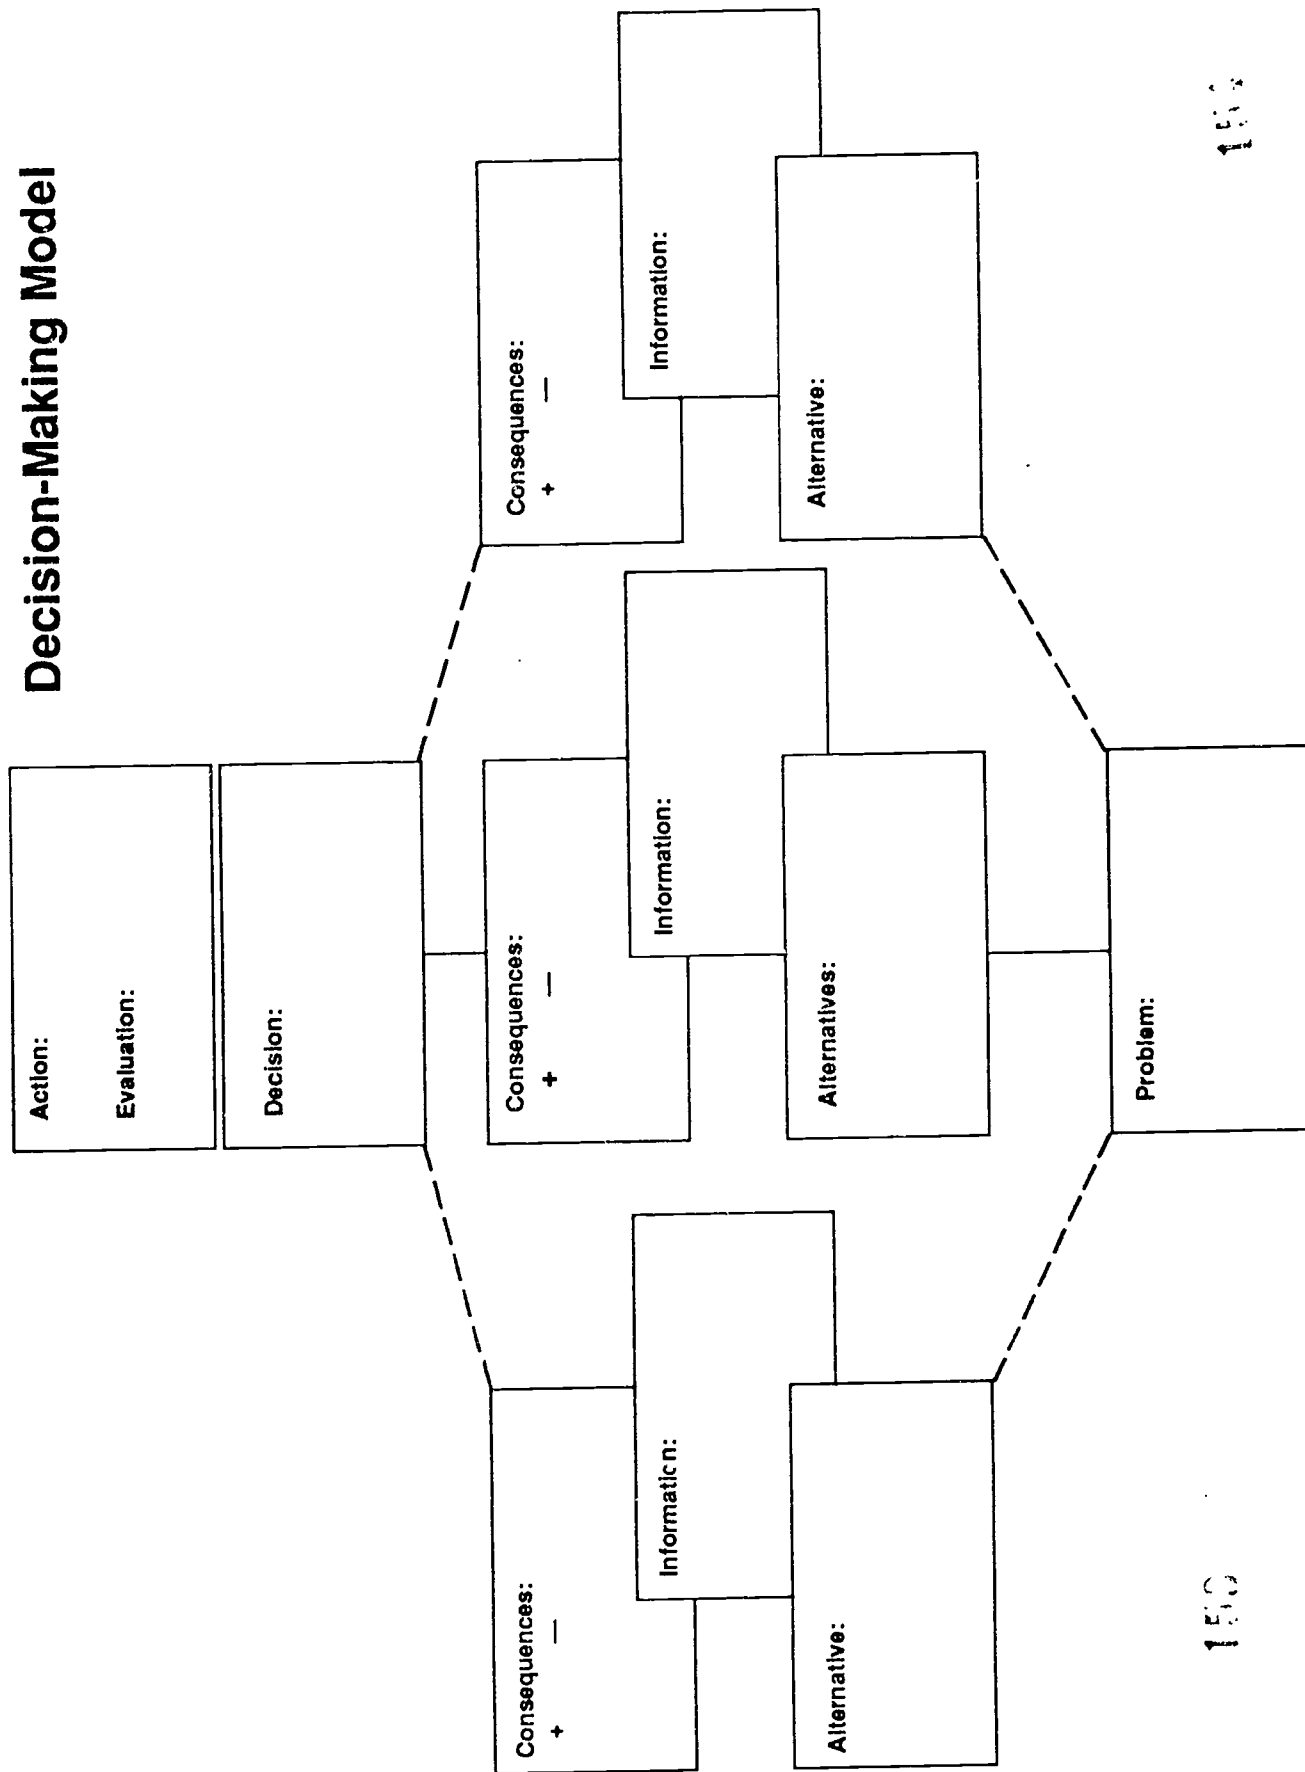 Decision-Making Model
Action:
Evaluation:
Decision:
Consequences:
+ —
Information:
Alternative:
Consequences:
+ —
Information:
Alternatives:
Consequences:
+ —
Information:
Alternative:
Problem: